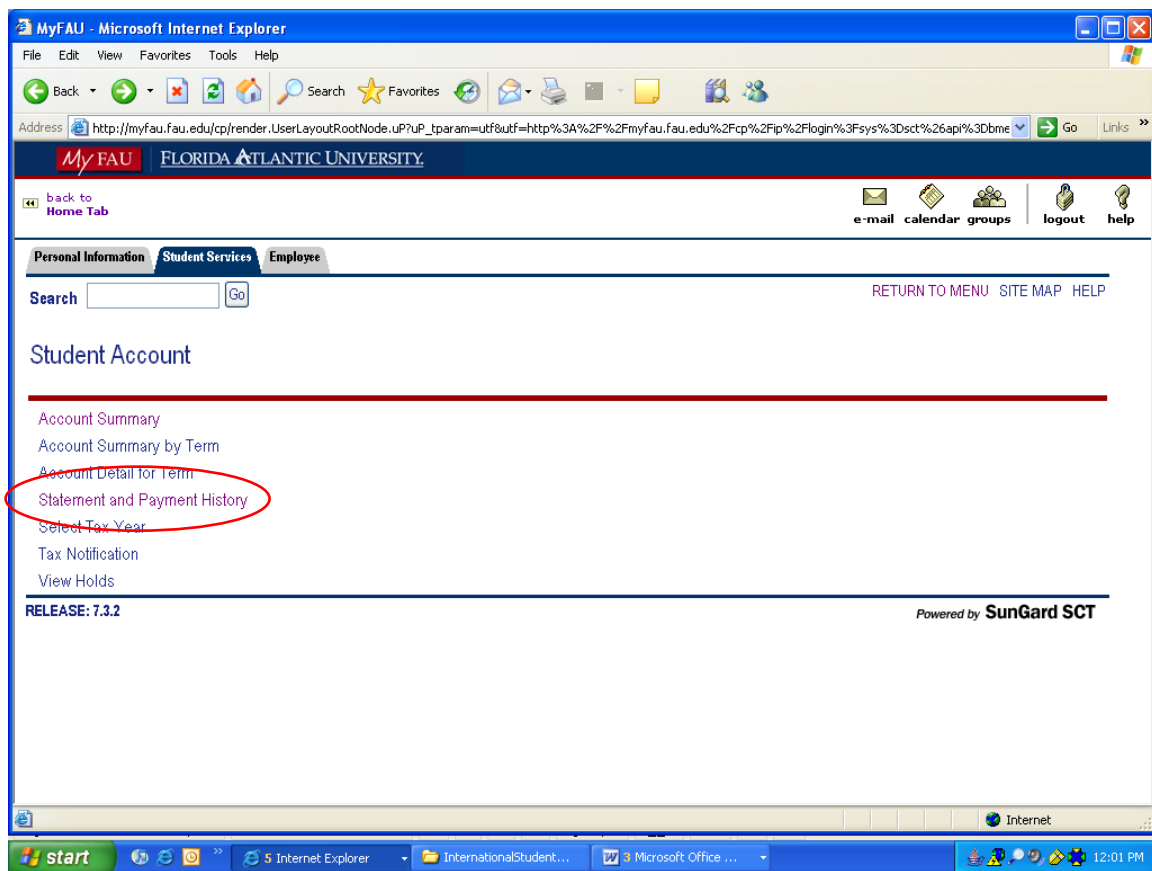 MyFAU - Microsoft Internet Explorer
File Edit View Favorites Tools Help
Back Search Favorites
Address http://myfau.fau.edu/cp/render.UserLayoutRootNode.uP?uP_tparam=utf&utf=http%3A%2F%2Fmyfau.fau.edu%2Fcp%2Fip%2Flogin%3Fsys%3Dsct%26api%3Dbme Go Links »
My FAU FLORIDA ATLANTIC UNIVERSITY.
back to
Home Tab
e-mail calendar groups logout help
Personal Information Student Services Employee
Search Go RETURN TO MENU SITE MAP HELP
Student Account
Account Summary
Account Summary by Term
Account Detail for Term
Statement and Payment History
Select Tax Year
Tax Notification
View Holds
RELEASE: 7.3.2 Powered by SunGard SCT
Internet
start » 5 Internet Explorer InternationalStudent... 3 Microsoft Office ... 12:01 PM